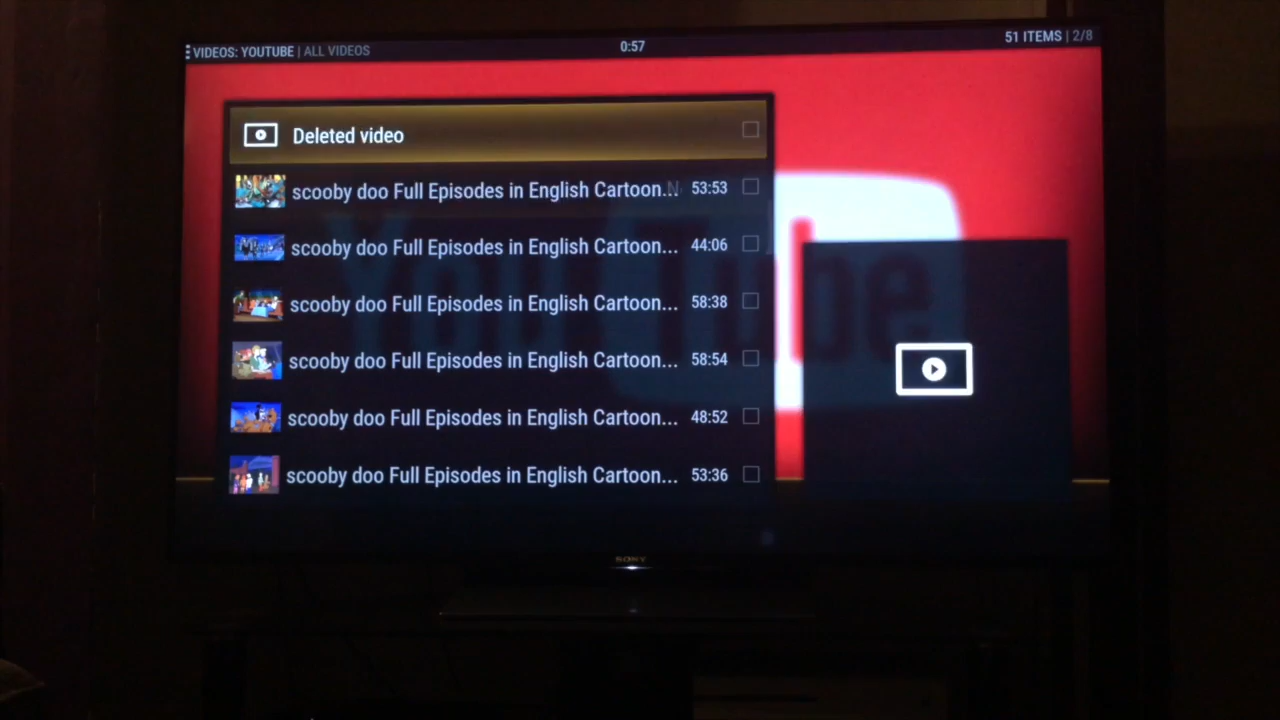 VIDEOS: YOUTUBE | ALL VIDEOS
0:57
51 ITEMS | 2/8
Deleted video
scooby doo Full Episodes in English Cartoon... 53:53
scooby doo Full Episodes in English Cartoon... 44:06
scooby doo Full Episodes in English Cartoon... 58:38
scooby doo Full Episodes in English Cartoon... 58:54
scooby doo Full Episodes in English Cartoon... 48:52
scooby doo Full Episodes in English Cartoon... 53:36
You Tube
SONY